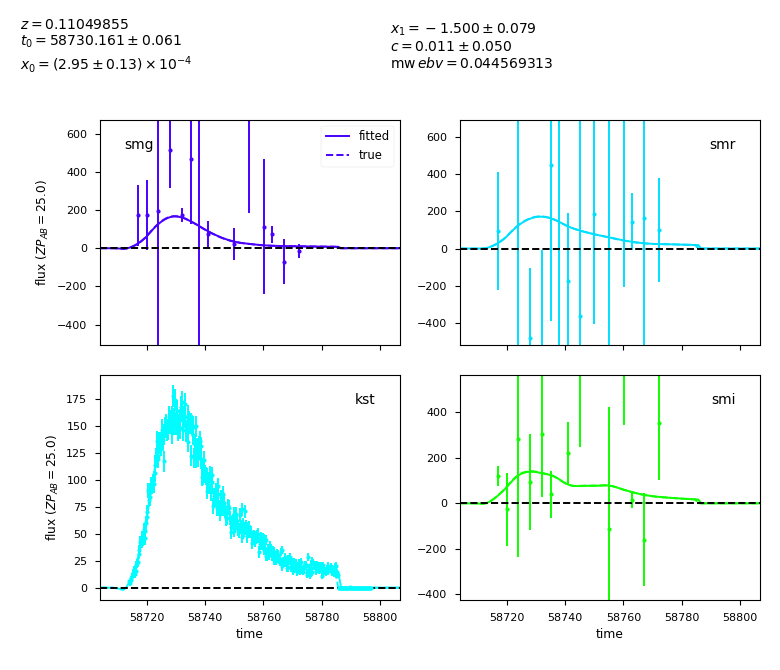 z = 0.11049855
t₀ = 58730.161 ± 0.061
x₀ = (2.95 ± 0.13) × 10⁻⁴
x₁ = −1.500 ± 0.079
c = 0.011 ± 0.050
mw ebv = 0.044569313
smg
fitted
true
600
400
200
0
−200
−400
flux (ZP_AB = 25.0)
smr
600
400
200
0
−200
−400
kst
175
150
125
100
75
50
25
0
flux (ZP_AB = 25.0)
58720 58740 58760 58780 58800
time
smi
400
200
0
−200
−400
58720 58740 58760 58780 58800
time